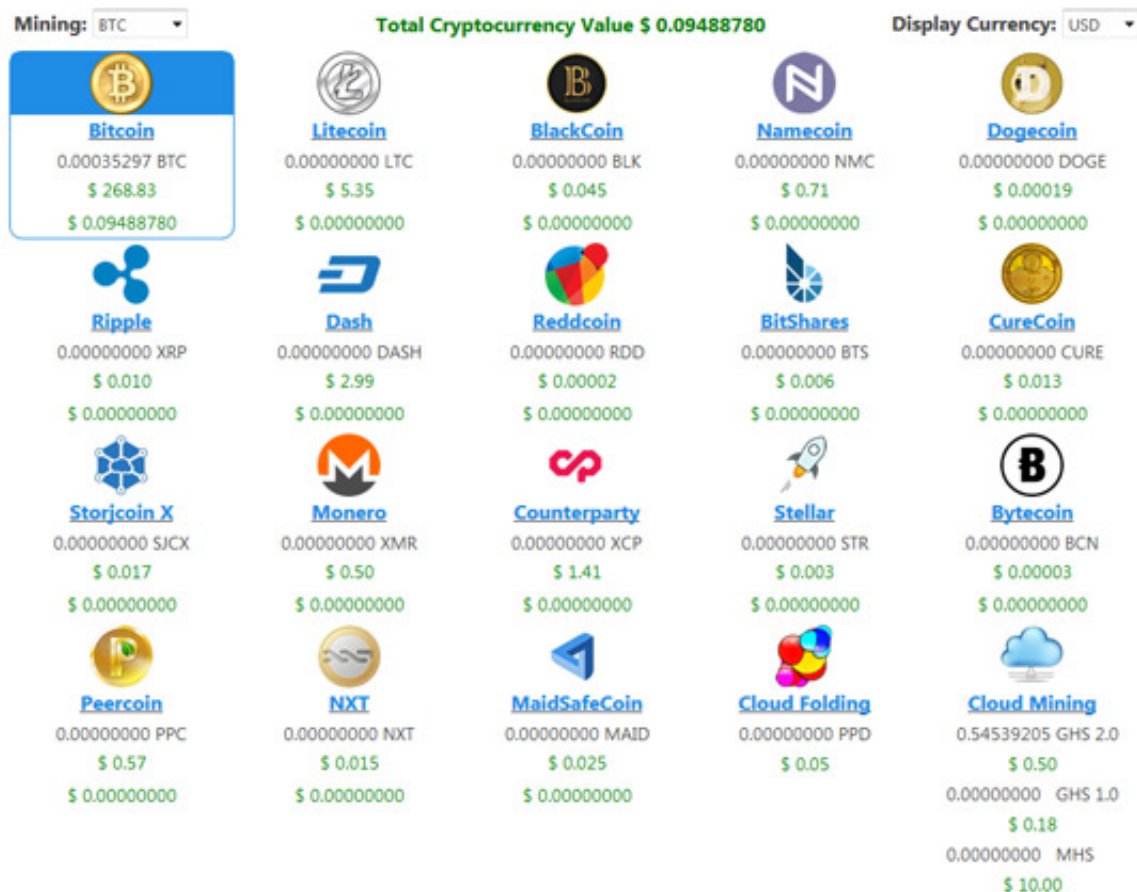 Mining: BTC Total Cryptocurrency Value $ 0.09488780 Display Currency: USD
Bitcoin Litecoin BlackCoin Namecoin Dogecoin
0.00035297 BTC 0.00000000 LTC 0.00000000 BLK 0.00000000 NMC 0.00000000 DOGE
$ 268.83 $ 5.35 $ 0.045 $ 0.71 $ 0.00019
$ 0.09488780 $ 0.00000000 $ 0.00000000 $ 0.00000000 $ 0.00000000
Ripple Dash Reddcoin BitShares CureCoin
0.00000000 XRP 0.00000000 DASH 0.00000000 RDD 0.00000000 BTS 0.00000000 CURE
$ 0.010 $ 2.99 $ 0.00002 $ 0.006 $ 0.013
$ 0.00000000 $ 0.00000000 $ 0.00000000 $ 0.00000000 $ 0.00000000
Storjcoin X Monero Counterparty Stellar Bytecoin
0.00000000 SJCX 0.00000000 XMR 0.00000000 XCP 0.00000000 STR 0.00000000 BCN
$ 0.017 $ 0.50 $ 1.41 $ 0.003 $ 0.00003
$ 0.00000000 $ 0.00000000 $ 0.00000000 $ 0.00000000 $ 0.00000000
Peercoin NXT MaidSafeCoin Cloud Folding Cloud Mining
0.00000000 PPC 0.00000000 NXT 0.00000000 MAID 0.00000000 PPD 0.54539205 GHS 2.0
$ 0.57 $ 0.015 $ 0.025 $ 0.05 $ 0.50
$ 0.00000000 $ 0.00000000 $ 0.00000000 0.00000000 GHS 1.0
$ 0.18
0.00000000 MHS
$ 10.00